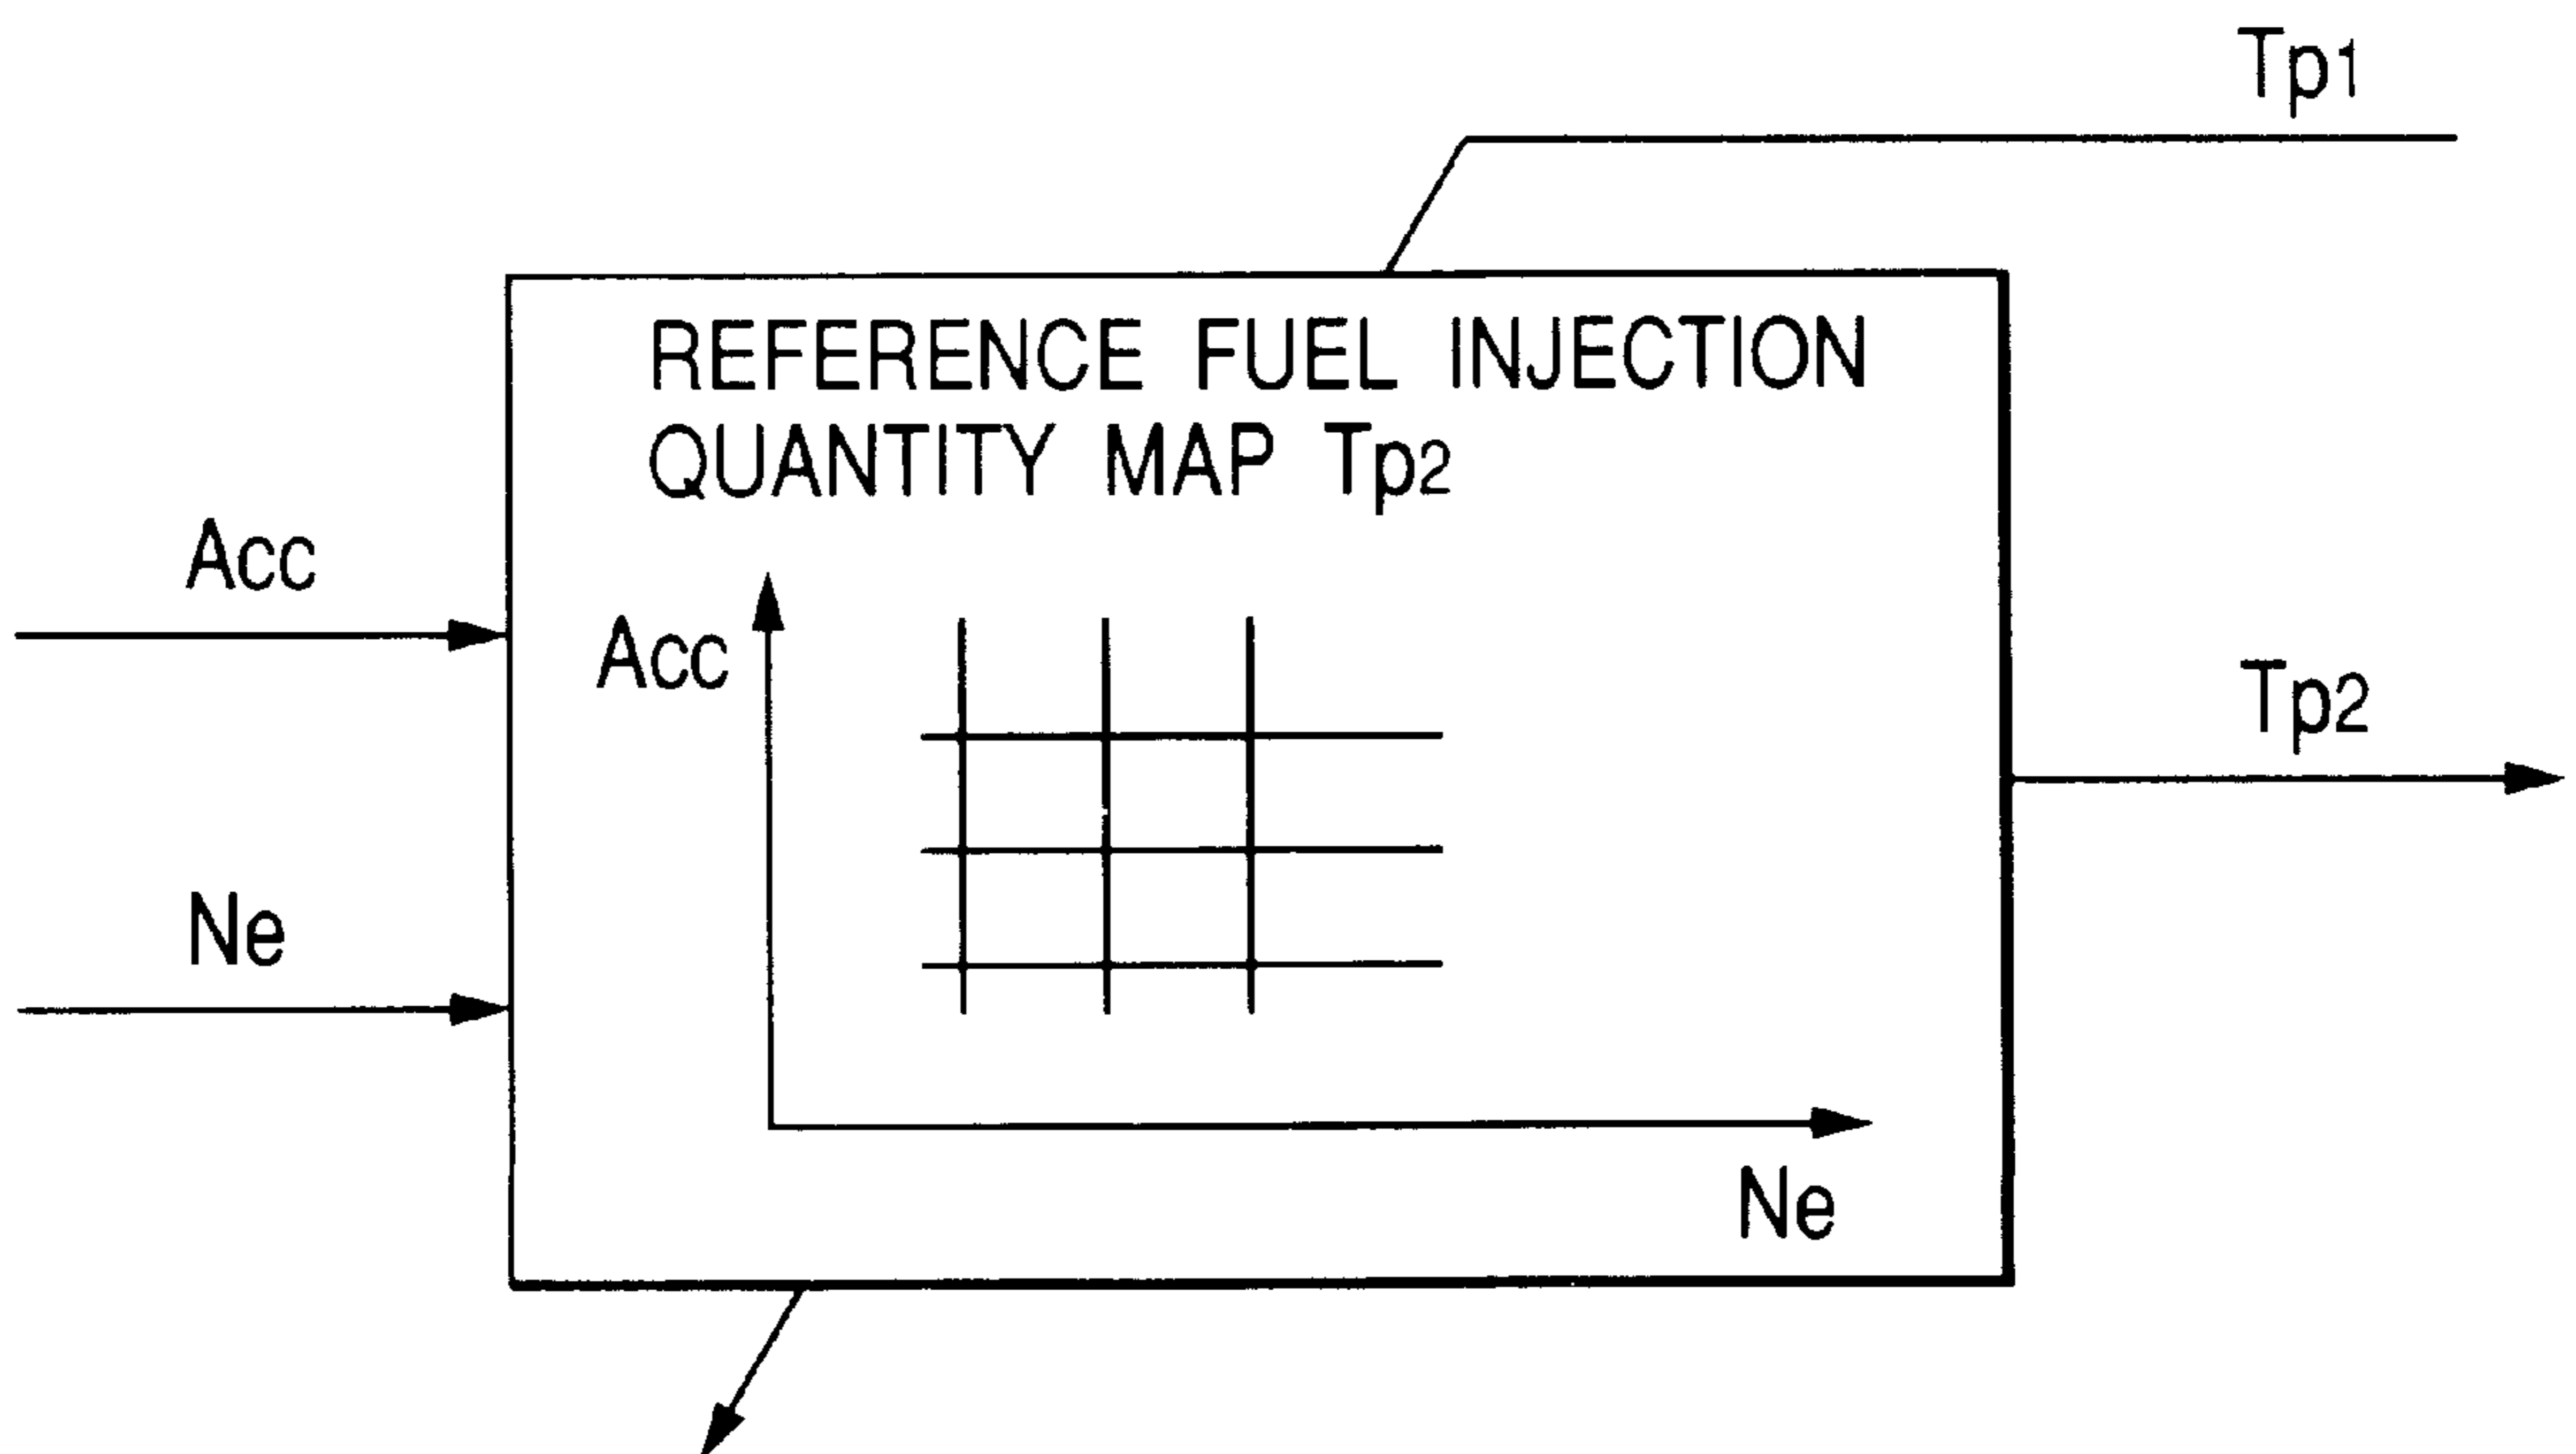 Tp1
REFERENCE FUEL INJECTION
QUANTITY MAP Tp2
Acc
Acc
Tp2
Ne
Ne